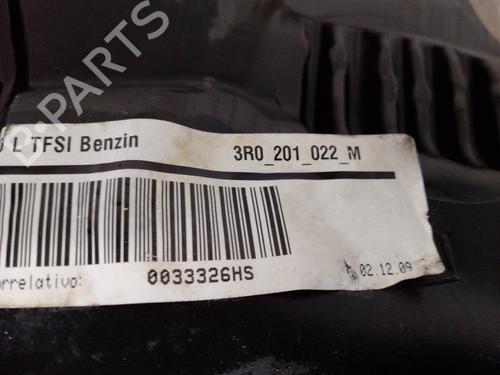 L TFSI Benzin 3R0_201_022_M
0033326HS
02.12.09
B-PARTS